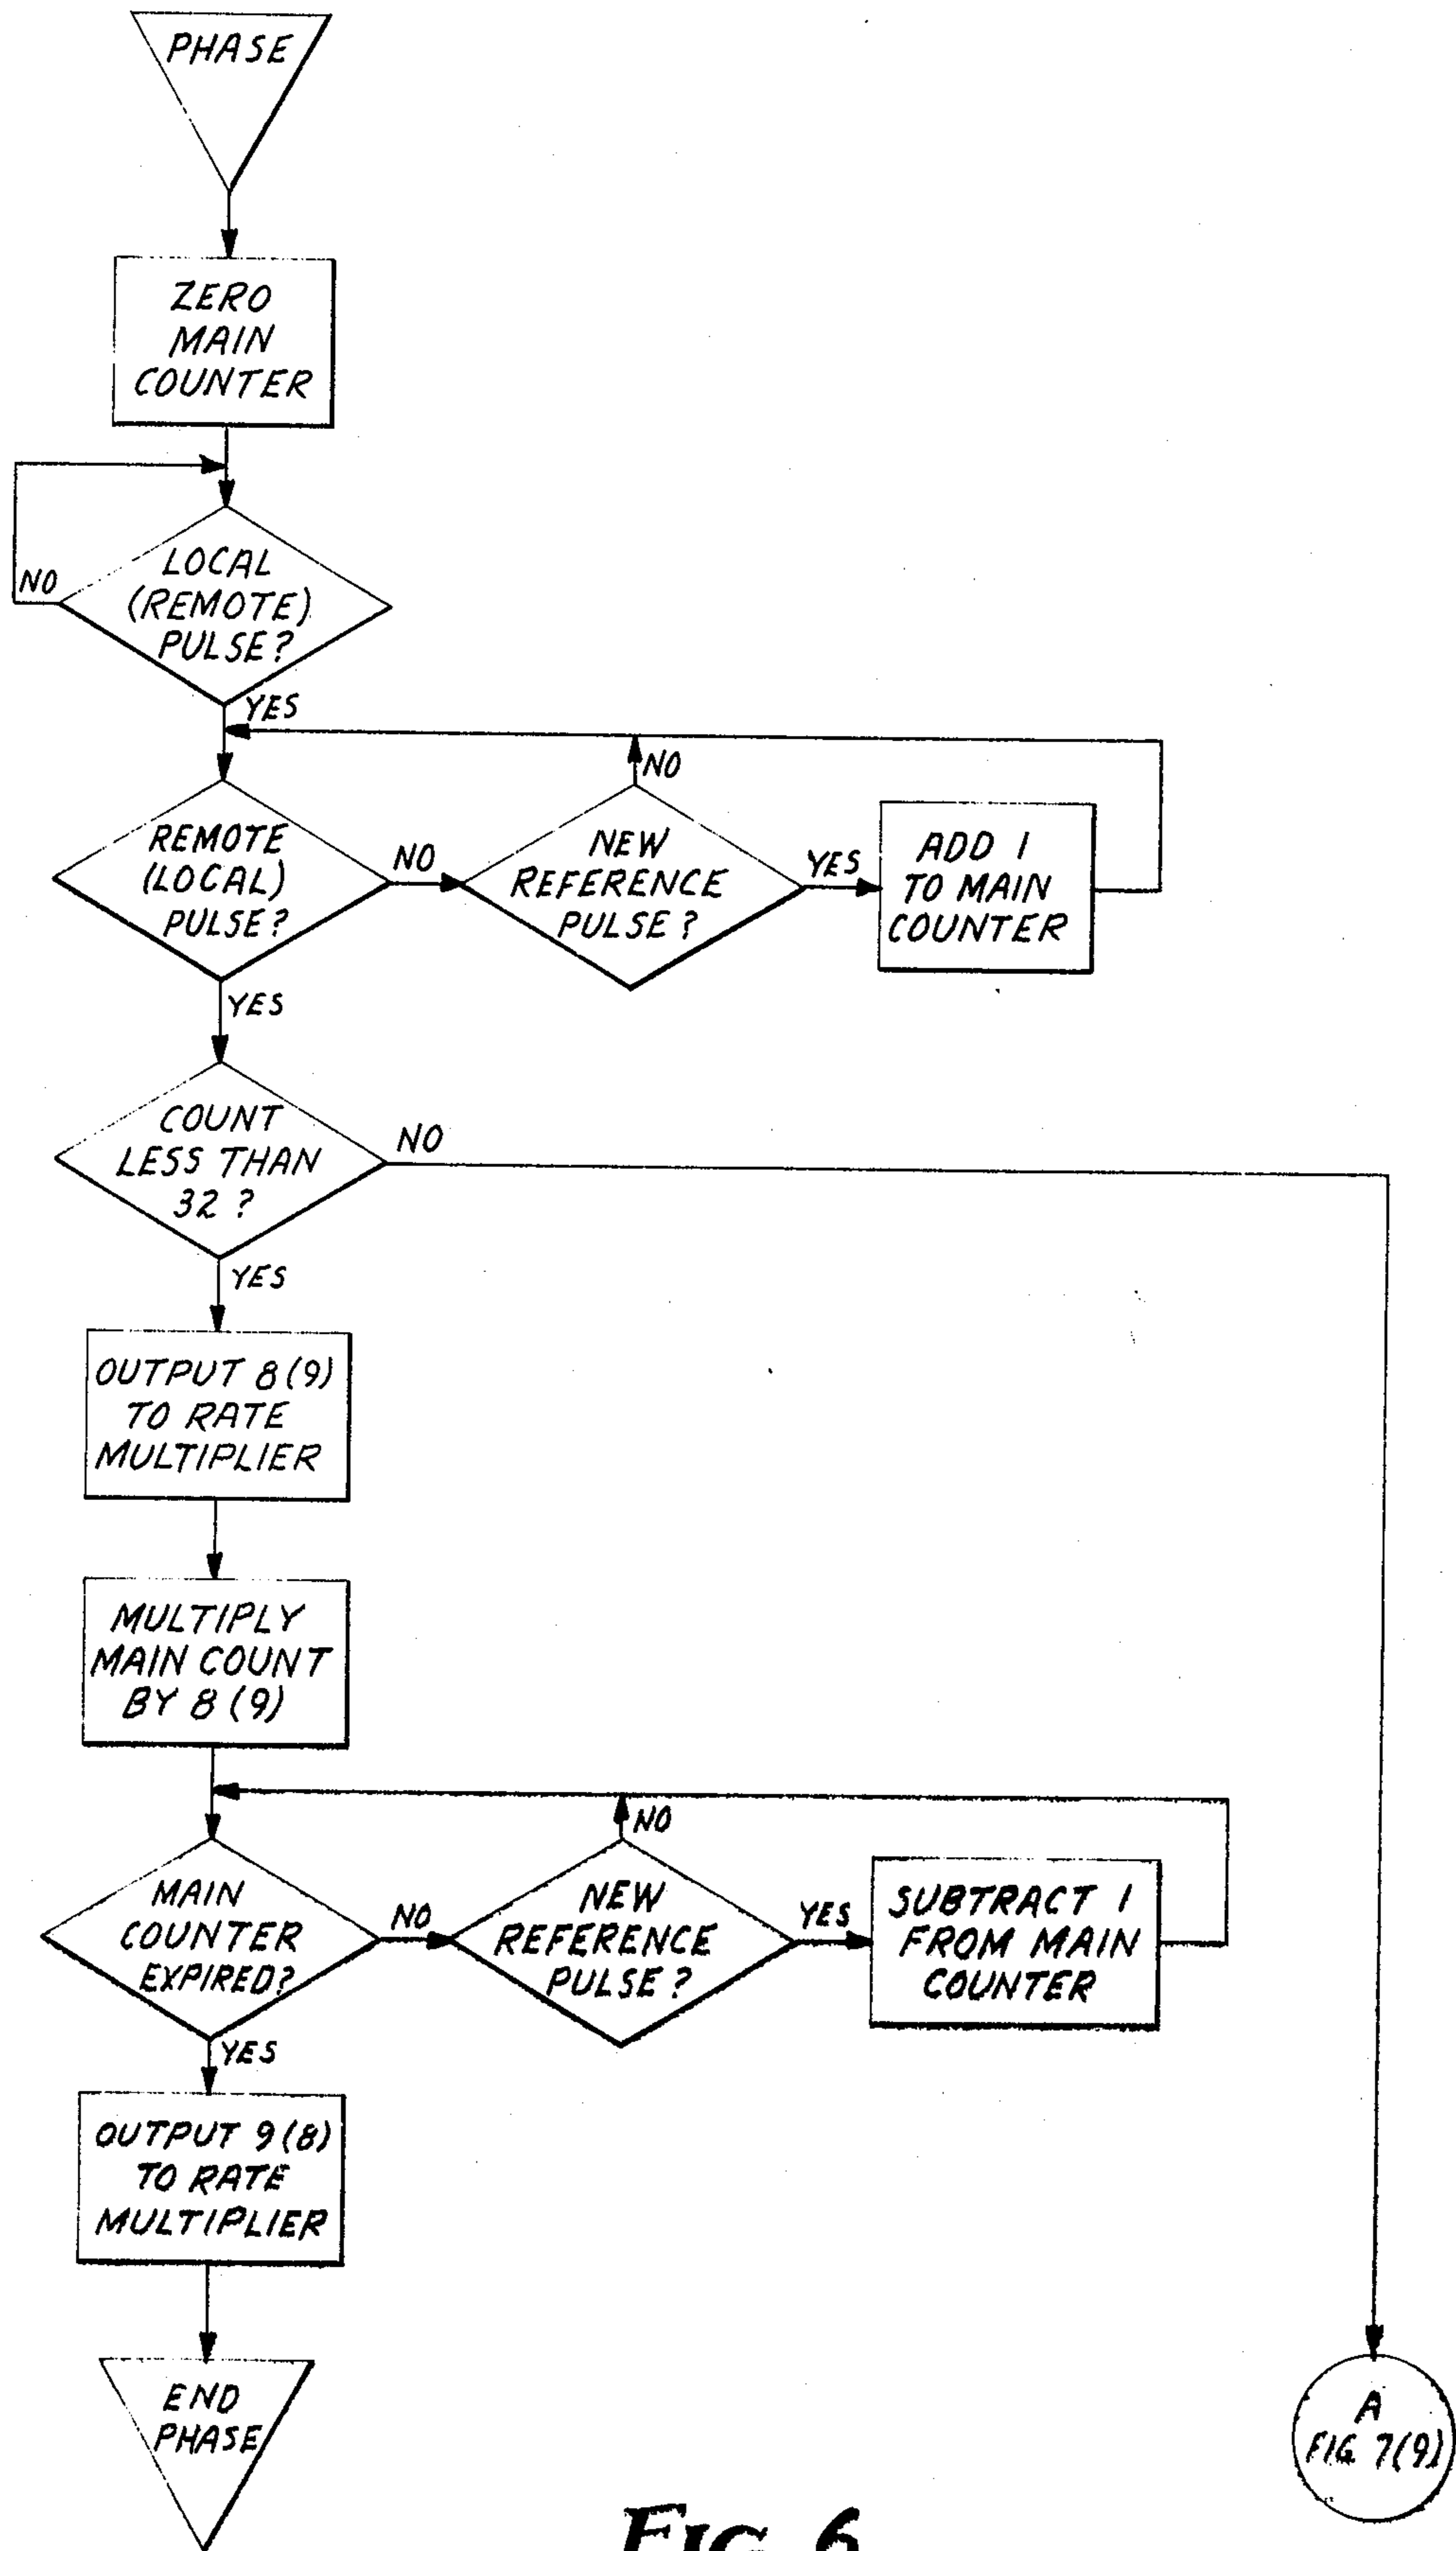 PHASE
ZERO
MAIN
COUNTER
NO
LOCAL
(REMOTE)
PULSE?
YES
REMOTE
(LOCAL)
PULSE?
NO
NEW
REFERENCE
PULSE?
NO
YES
ADD 1
TO MAIN
COUNTER
YES
COUNT
LESS THAN
32?
NO
YES
OUTPUT 8(9)
TO RATE
MULTIPLIER
MULTIPLY
MAIN COUNT
BY 8(9)
MAIN
COUNTER
EXPIRED?
NO
NEW
REFERENCE
PULSE?
NO
YES
SUBTRACT 1
FROM MAIN
COUNTER
YES
OUTPUT 9(8)
TO RATE
MULTIPLIER
END
PHASE
A
FIG. 7(9)
FIG. 6